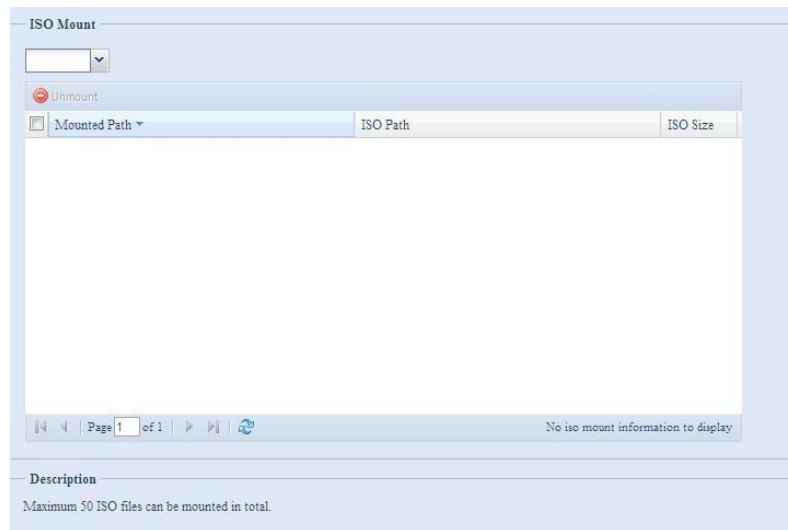 ISO Mount
Unmount
Mounted Path ISO Path ISO Size
Page 1 of 1 No iso mount information to display
Description
Maximum 50 ISO files can be mounted in total.